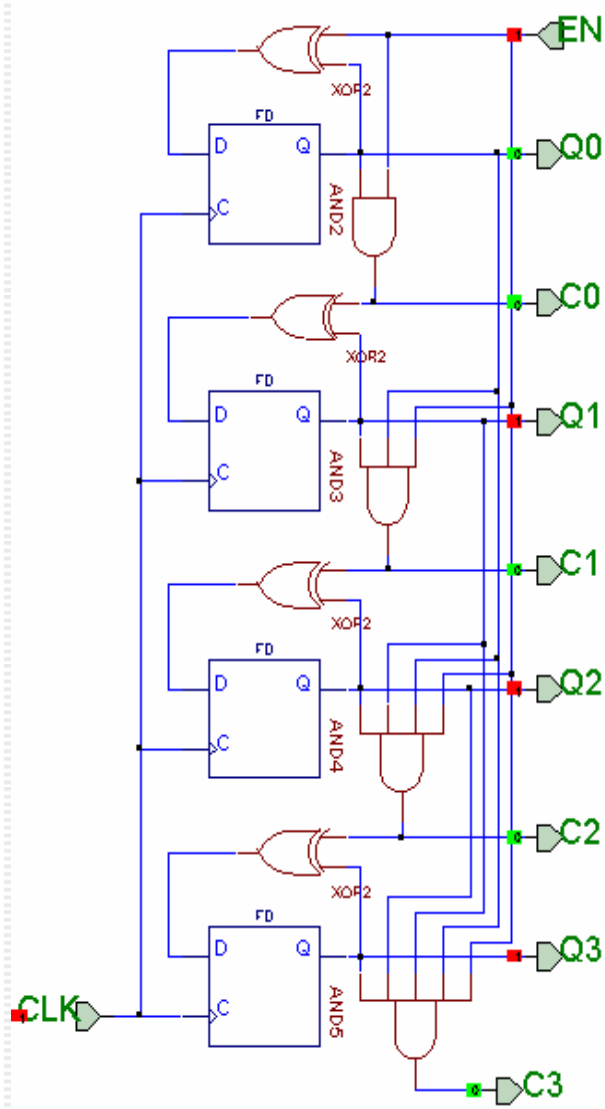 EN
XOR2
FD
D Q
Q0
AND2
C
C0
XOR2
FD
D Q
Q1
AND3
C
C1
XOR2
FD
D Q
Q2
AND4
C
C2
XOR2
FD
D Q
Q3
AND5
CLK
C
C3